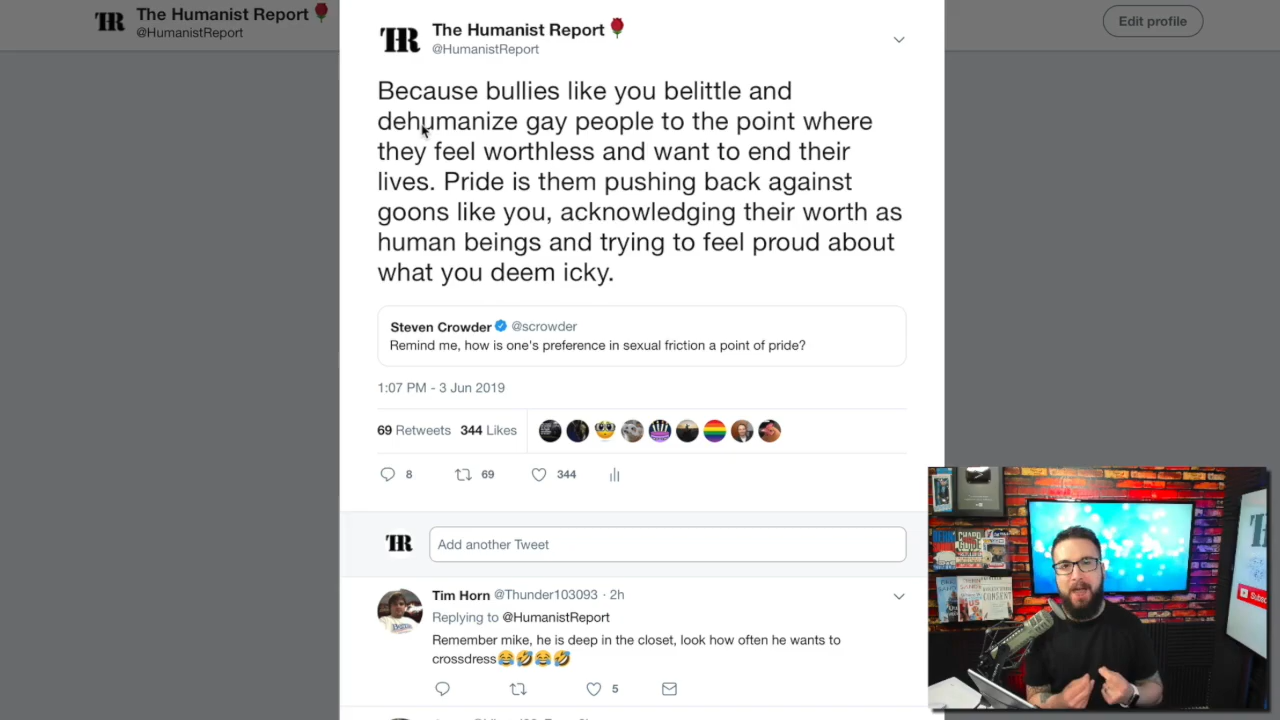 The Humanist Report🌹
@HumanistReport
Edit profile
The Humanist Report 🌹
@HumanistReport
Because bullies like you belittle and
dehumanize gay people to the point where
they feel worthless and want to end their
lives. Pride is them pushing back against
goons like you, acknowledging their worth as
human beings and trying to feel proud about
what you deem icky.
Steven Crowder @scrowder
Remind me, how is one's preference in sexual friction a point of pride?
1:07 PM - 3 Jun 2019
69 Retweets 344 Likes
8 69 344
Add another Tweet
Tim Horn @Thunder103093 · 2h
Replying to @HumanistReport
Remember mike, he is deep in the closet, look how often he wants to
crossdress😂🤣😂🤣
5
CONSENT